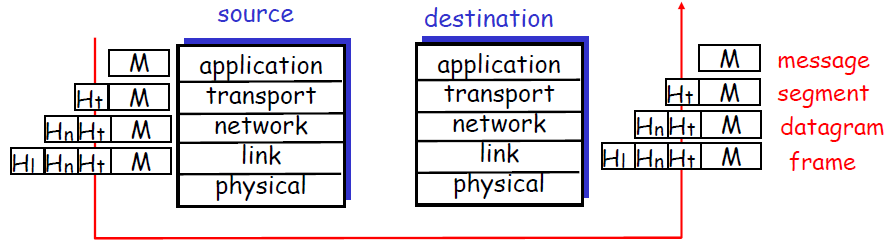 source destination
M application application M message
Ht M transport transport Ht M segment
Hn Ht M network network Hn Ht M datagram
Hl Hn Ht M link link Hl Hn Ht M frame
physical physical